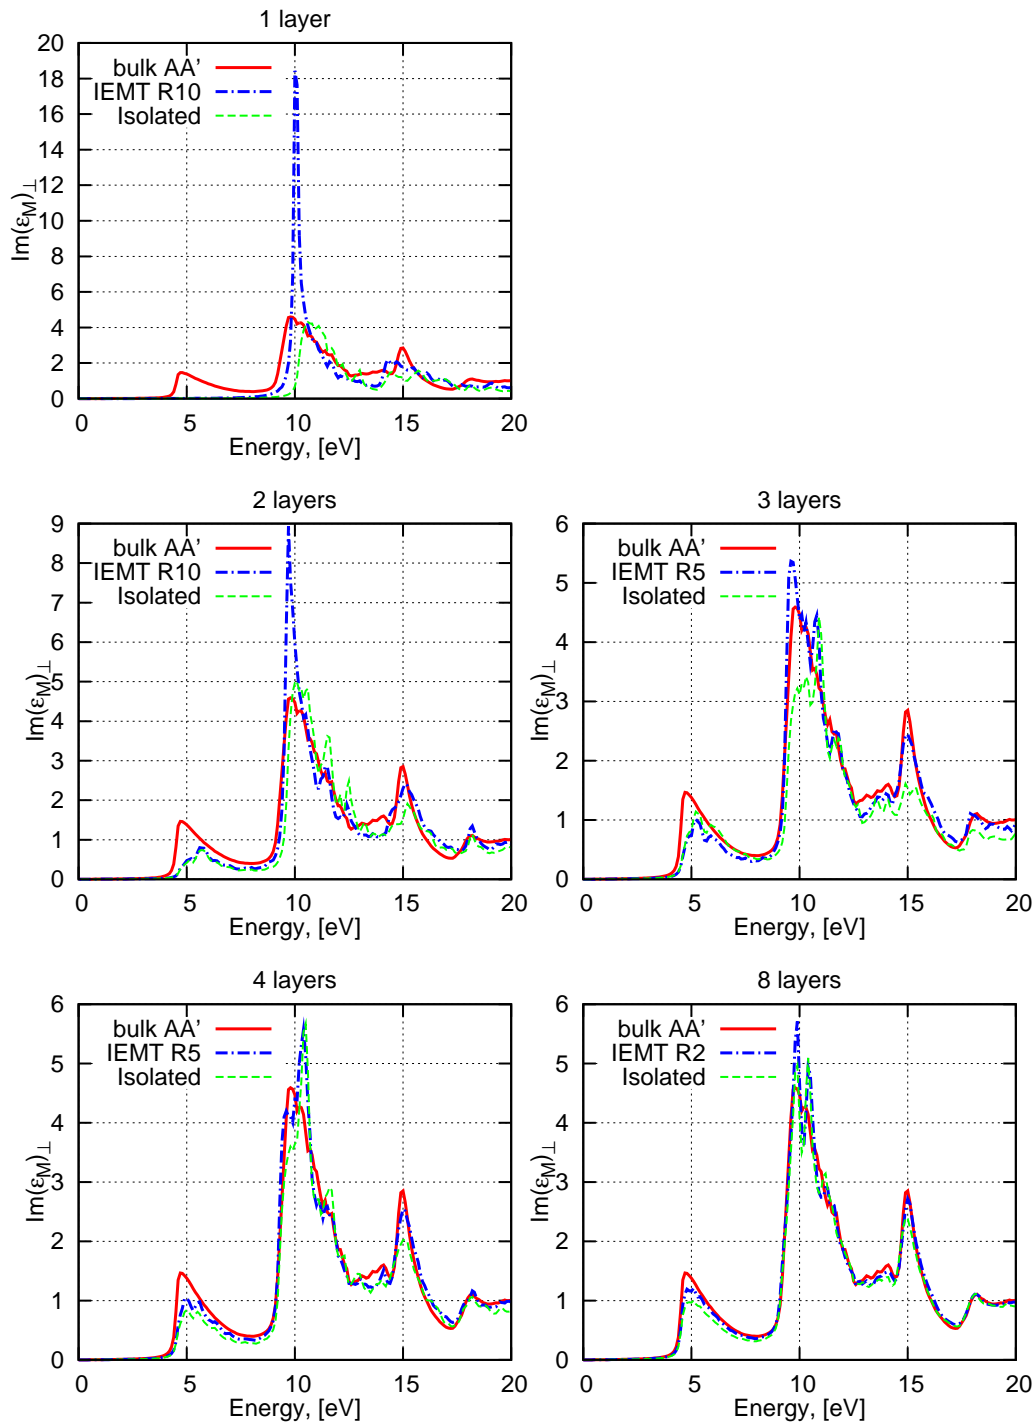 1 layer
20
18
16
14
12
10
8
6
4
2
0
Im(ε_M)_⊥
bulk AA'
IEMT R10
Isolated
0 5 10 15 20
Energy, [eV]
2 layers
9
8
7
6
5
4
3
2
1
0
Im(ε_M)_⊥
bulk AA'
IEMT R10
Isolated
0 5 10 15 20
Energy, [eV]
3 layers
6
5
4
3
2
1
0
Im(ε_M)_⊥
bulk AA'
IEMT R5
Isolated
0 5 10 15 20
Energy, [eV]
4 layers
6
5
4
3
2
1
0
Im(ε_M)_⊥
bulk AA'
IEMT R5
Isolated
0 5 10 15 20
Energy, [eV]
8 layers
6
5
4
3
2
1
0
Im(ε_M)_⊥
bulk AA'
IEMT R2
Isolated
0 5 10 15 20
Energy, [eV]